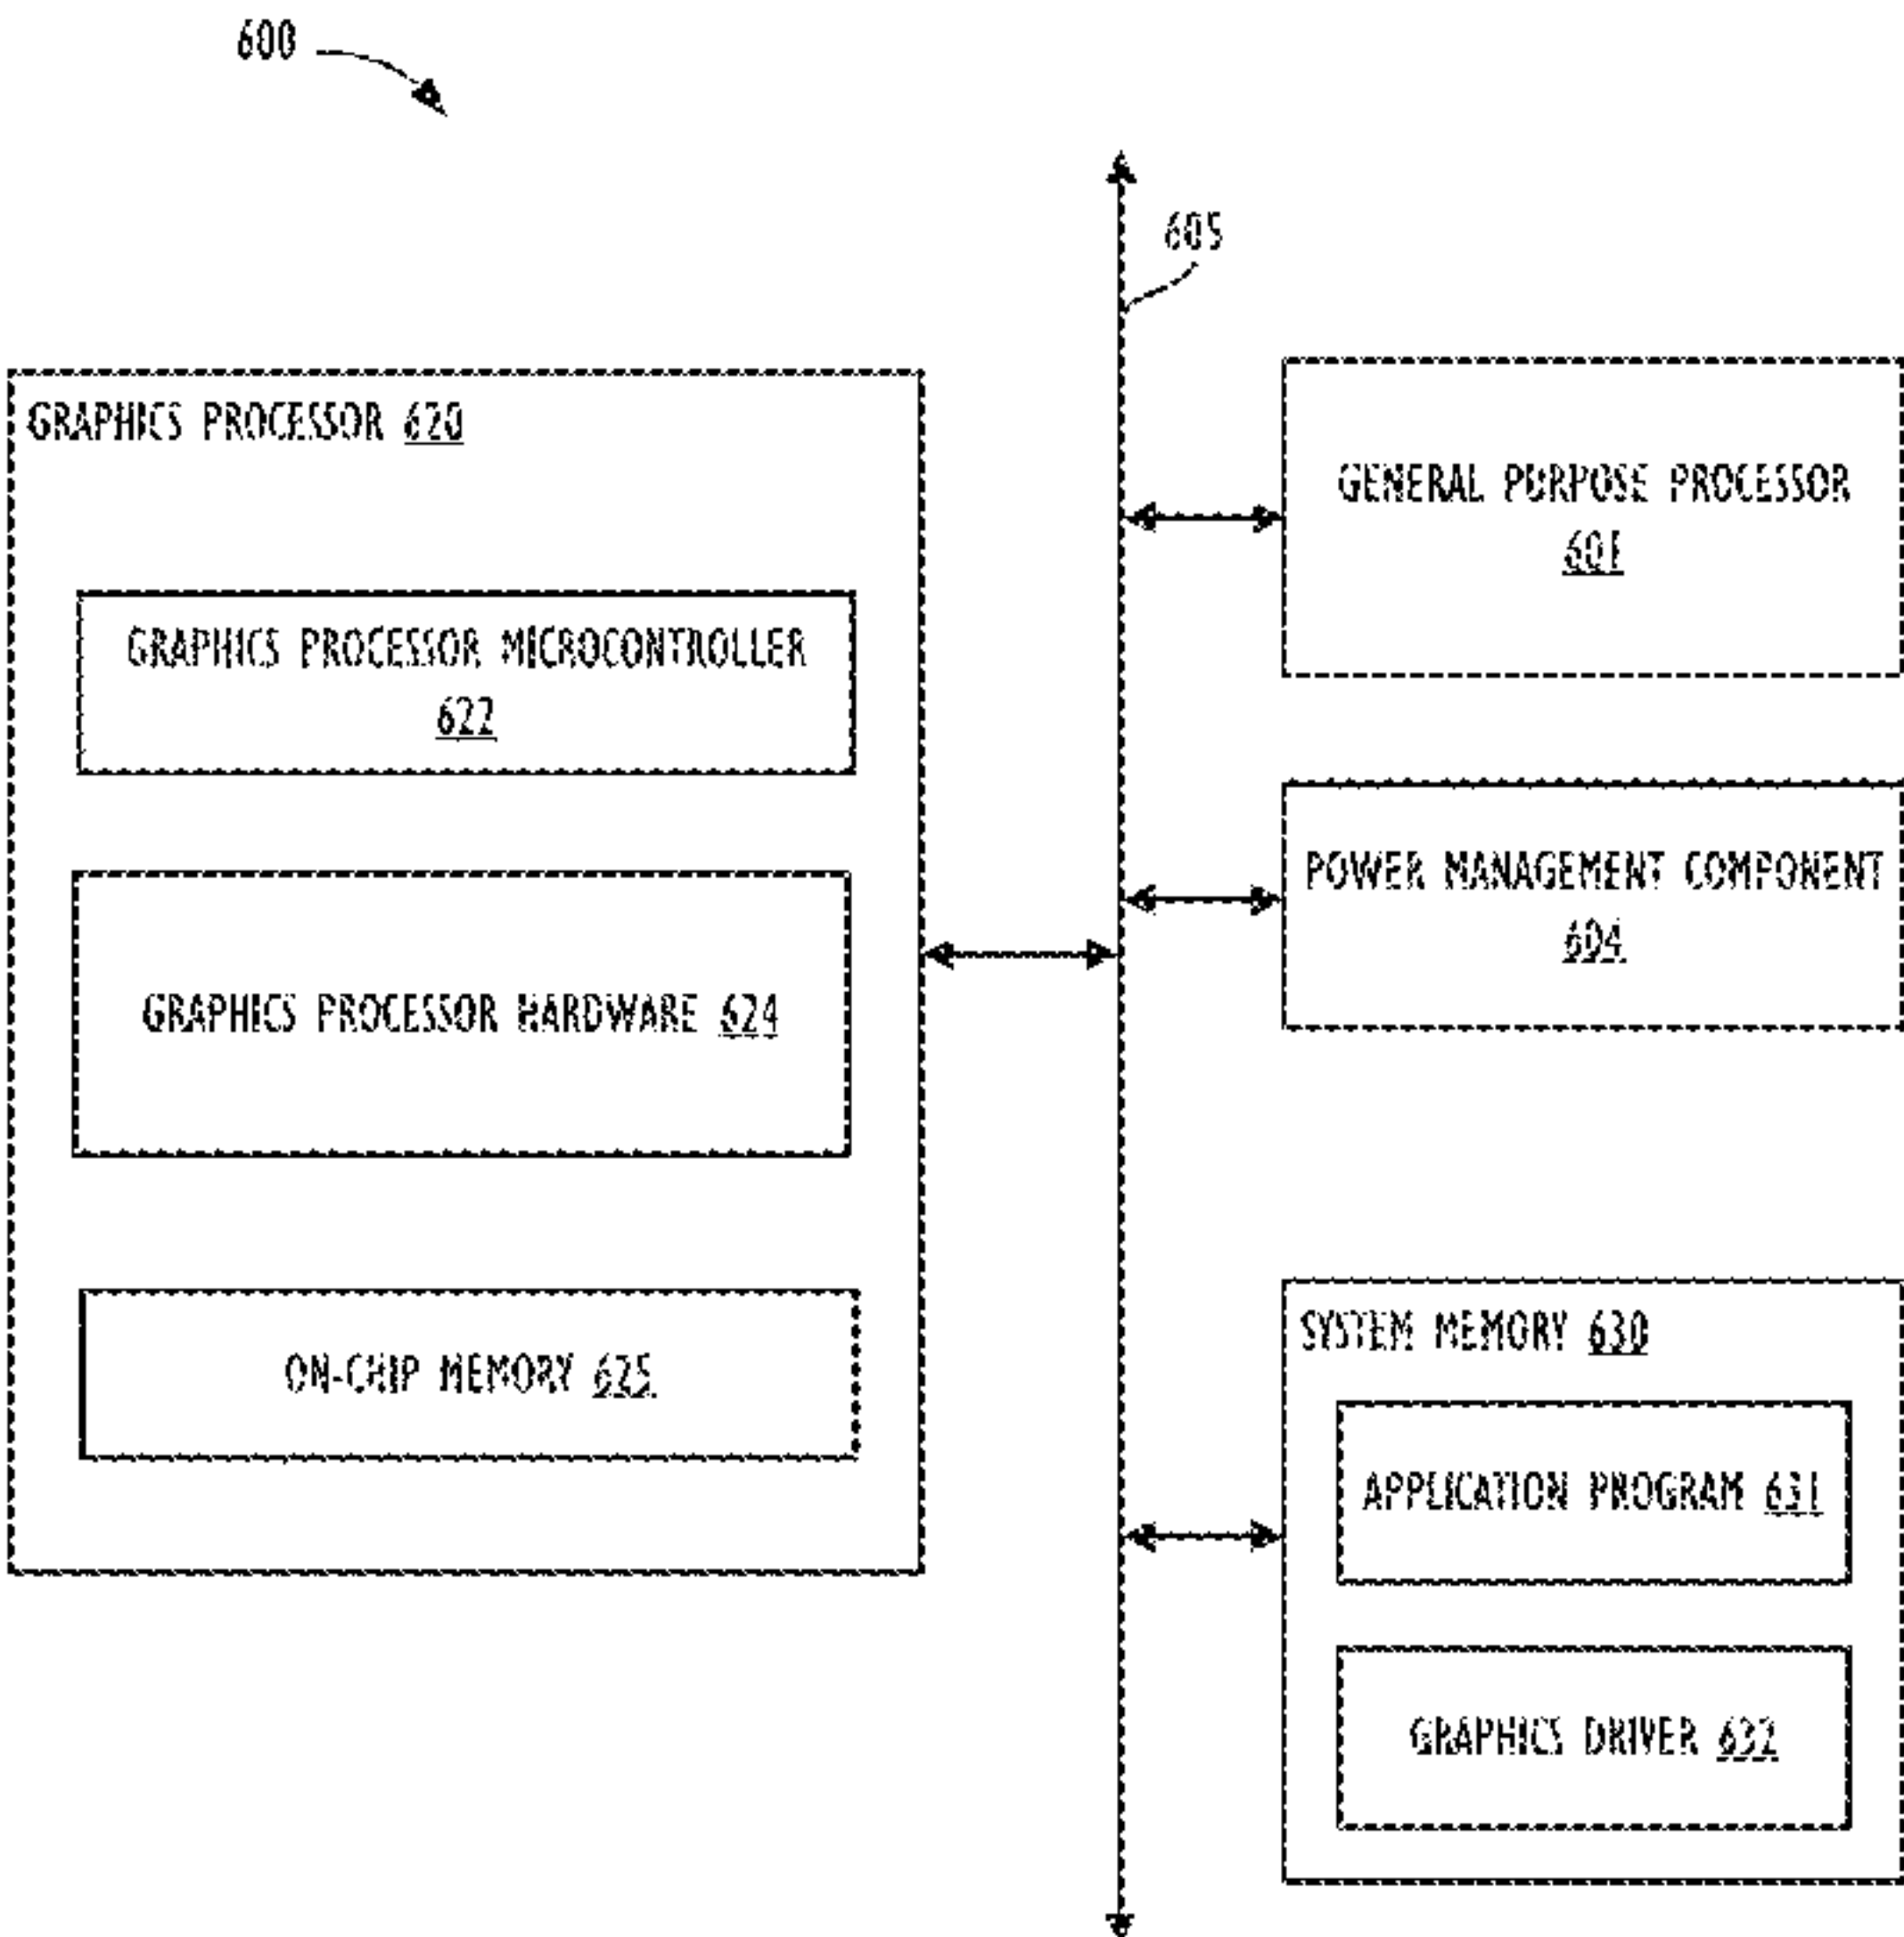 600
605
GRAPHICS PROCESSOR 620
GRAPHICS PROCESSOR MICROCONTROLLER
622
GRAPHICS PROCESSOR HARDWARE 624
ON-CHIP MEMORY 625
GENERAL PURPOSE PROCESSOR
601
POWER MANAGEMENT COMPONENT
604
SYSTEM MEMORY 630
APPLICATION PROGRAM 631
GRAPHICS DRIVER 632